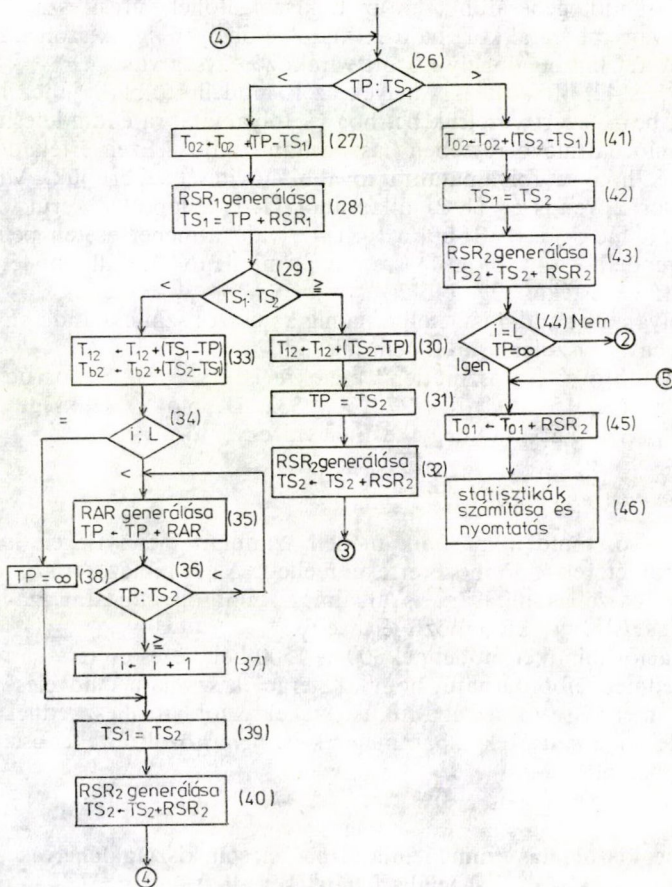 ④
(26)
<
>
TP : TS₂
T₀₂ ← T₀₂ + (TP - TS₁)
(27)
T₀₂ ← T₀₂ + (TS₂ - TS₁)
(41)
RSR₁ generálása
TS₁ = TP + RSR₁
(28)
TS₁ = TS₂
(42)
RSR₂ generálása
TS₂ ← TS₂ + RSR₂
(43)
(29)
<
≧
TS₁ : TS₂
T₁₂ ← T₁₂ + (TS₁ - TP)
T_b2 ← T_b2 + (TS₂ - TS₁)
(33)
T₁₂ ← T₁₂ + (TS₂ - TP)
(30)
i = L
TP = ∞
(44)
Nem
②
Igen
⑤
TP = TS₂
(31)
=
(34)
i : L
<
T₀₁ ← T₀₁ + RSR₂
(45)
RSR₂ generálása
TS₂ ← TS₂ + RSR₂
(32)
③
statisztikák
számítása és
nyomtatás
(46)
RAR generálása
TP TP RAR
(35)
TP = ∞
(38)
(36)
<
TP : TS₂
≧
i ← i + 1
(37)
TS₁ = TS₂
(39)
RSR₂ generálása
TS₂ ← TS₂ + RSR₂
(40)
④